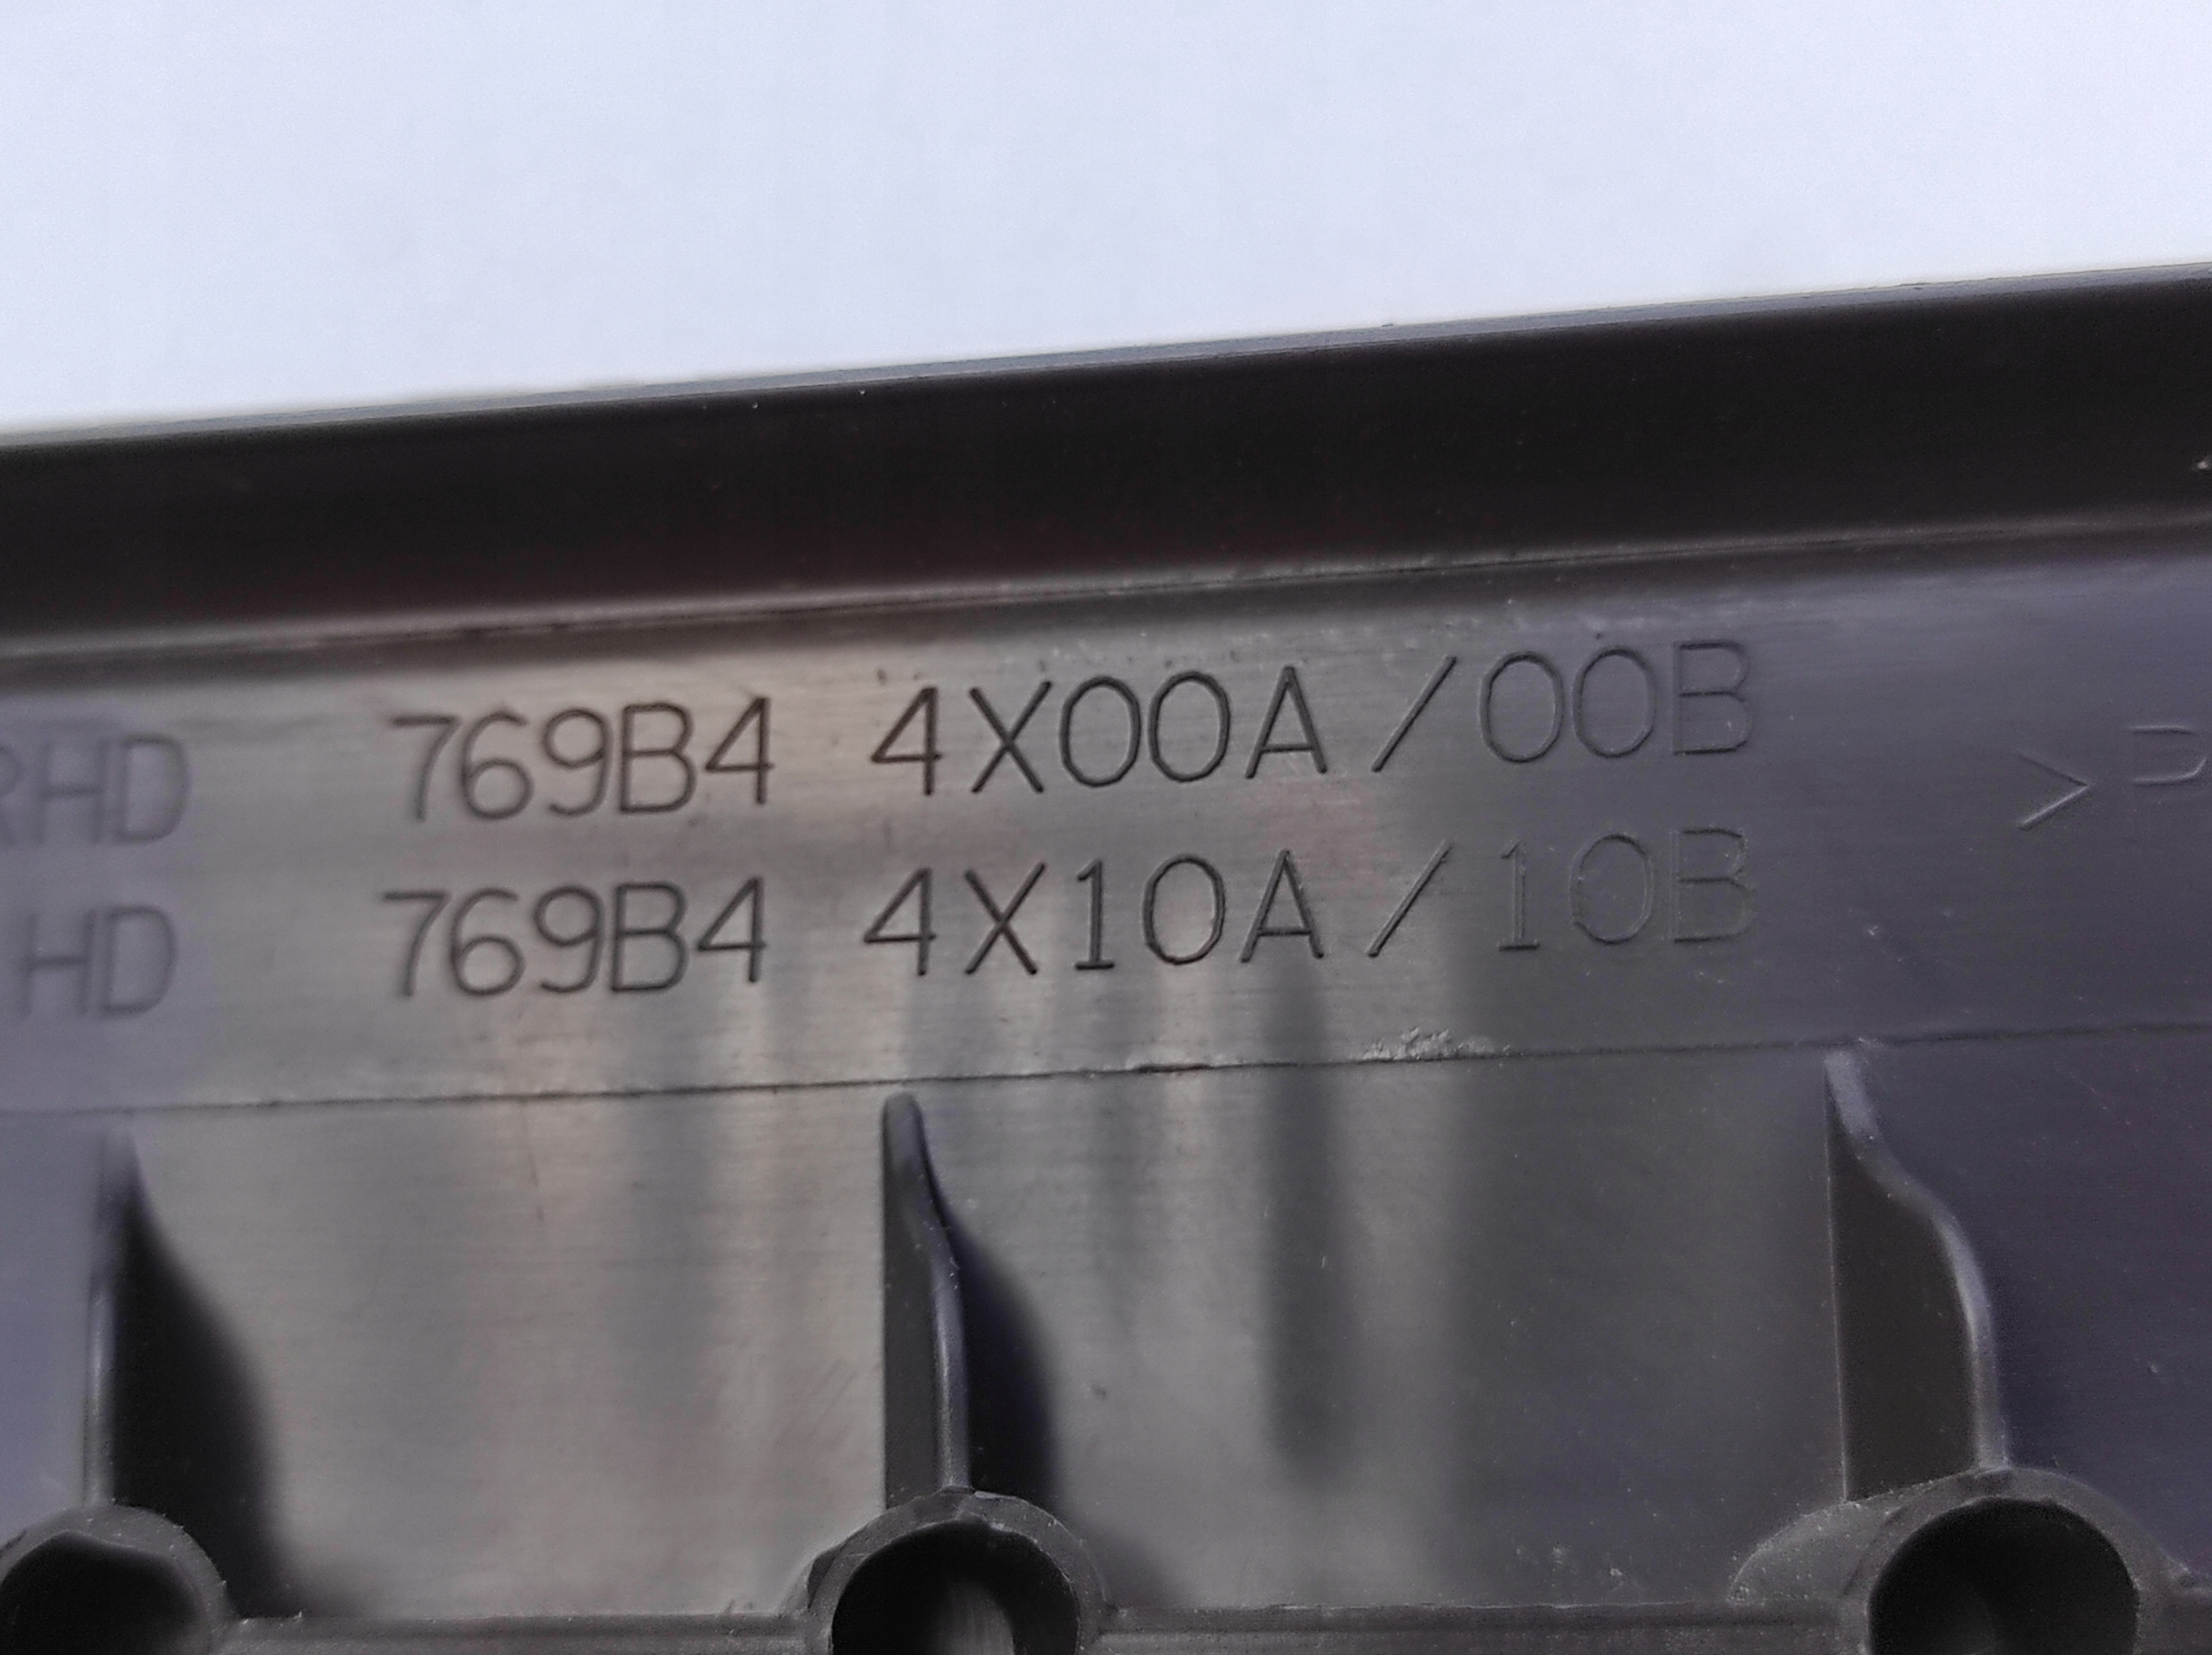 RHD 769B4 4X00A/00B >P
HD 769B4 4X10A/10B